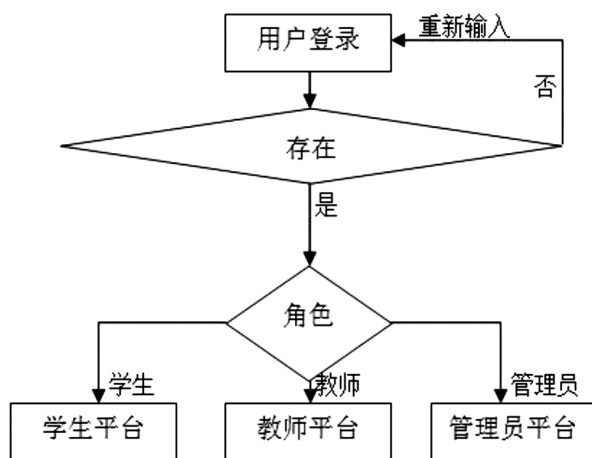 用户登录
重新输入
否
存在
是
角色
学生
教师
管理员
学生平台
教师平台
管理员平台